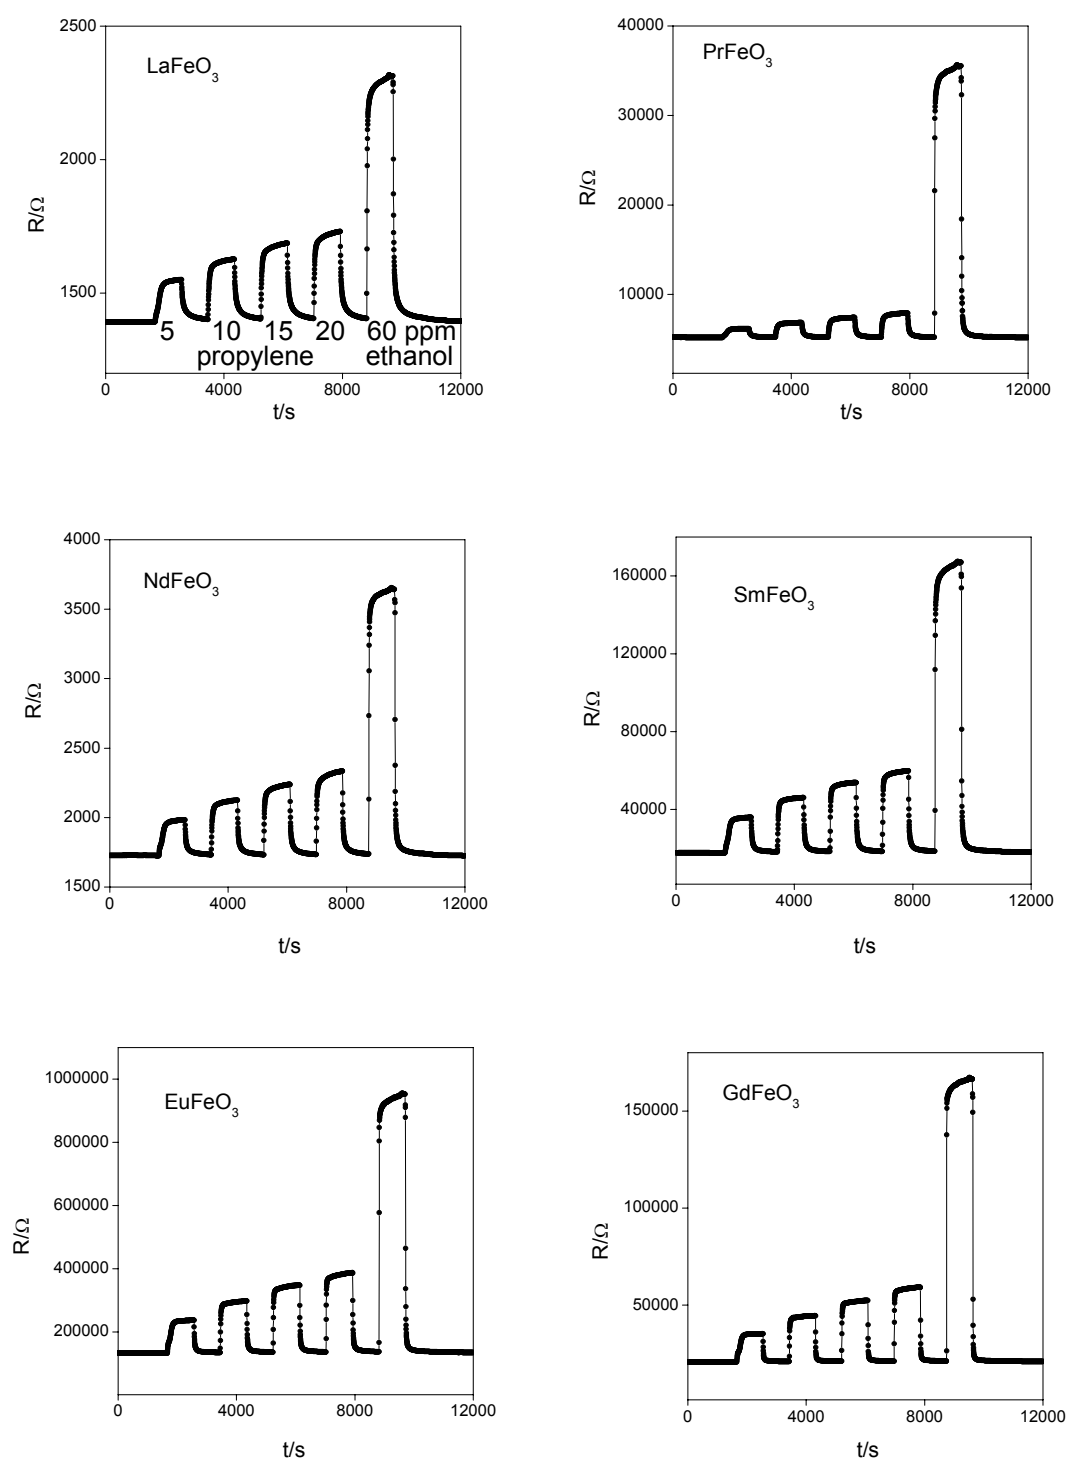 LaFeO3
R/Ω
2500
2000
1500
5 10 15 20 60 ppm
propylene ethanol
0 4000 8000 12000
t/s
PrFeO3
R/Ω
40000
30000
20000
10000
0 4000 8000 12000
t/s
NdFeO3
R/Ω
4000
3500
3000
2500
2000
1500
0 4000 8000 12000
t/s
SmFeO3
R/Ω
160000
120000
80000
40000
0 4000 8000 12000
t/s
EuFeO3
R/Ω
1000000
800000
600000
400000
200000
0 4000 8000 12000
t/s
GdFeO3
R/Ω
150000
100000
50000
0 4000 8000 12000
t/s